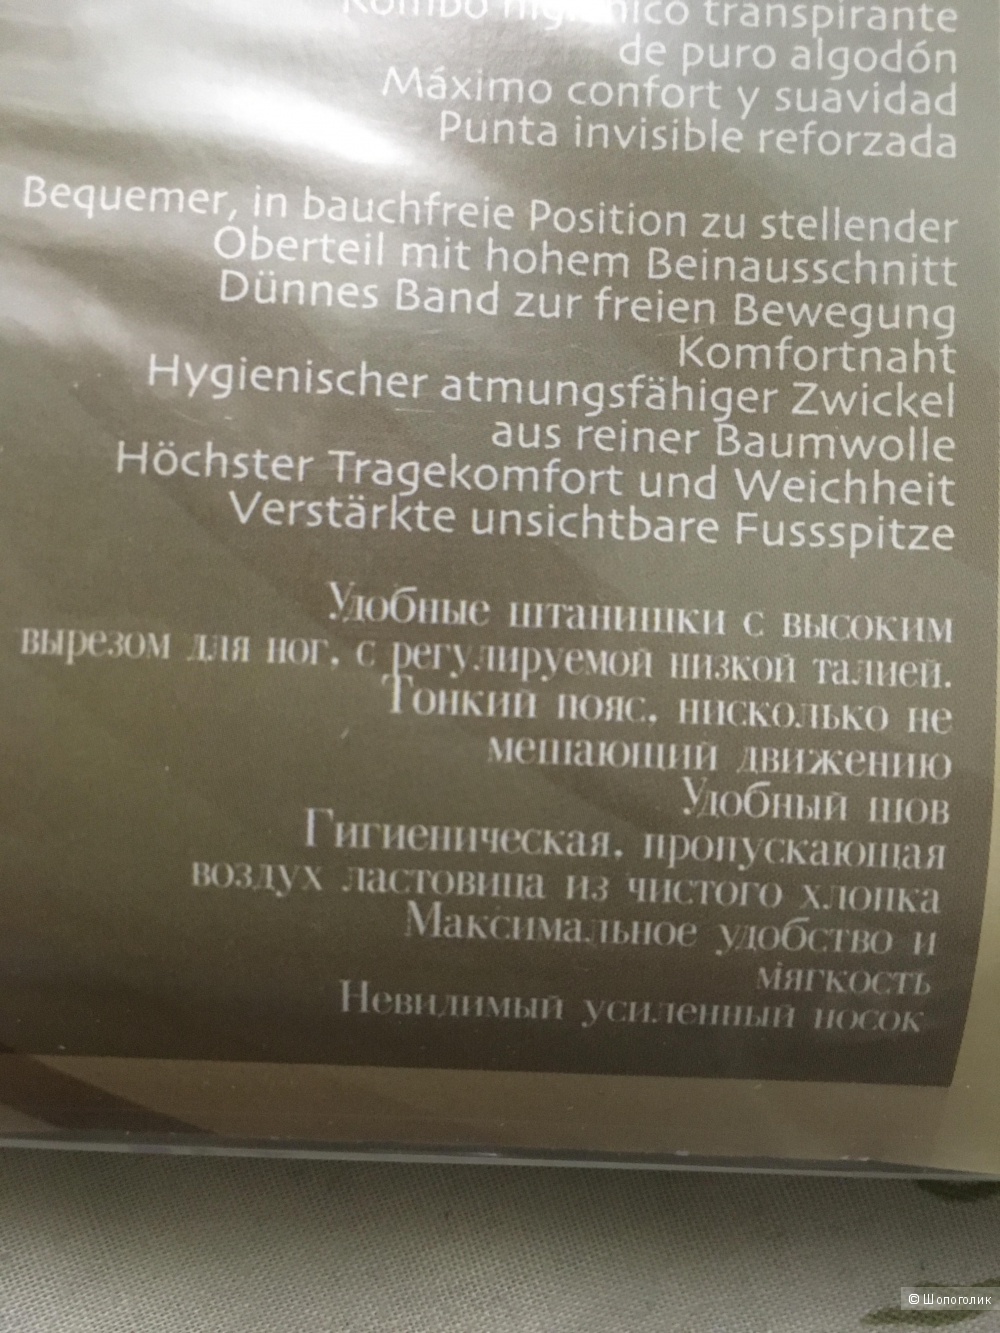 Rombo higiénico transpirante
de puro algodón
Máximo confort y suavidad
Punta invisible reforzada
Bequemer, in bauchfreie Position zu stellender
Oberteil mit hohem Beinausschnitt
Dünnes Band zur freien Bewegung
Komfortnaht
Hygienischer atmungsfähiger Zwickel
aus reiner Baumwolle
Höchster Tragekomfort und Weichheit
Verstärkte unsichtbare Fussspitze
Удобные штанишки с высоким
вырезом для ног, с регулируемой низкой талией.
Тонкий пояс, нисколько не
мешающий движению
Удобный шов
Гигиеническая, пропускающая
воздух ластовица из чистого хлопка
Максимальное удобство и
мягкость
Невидимый усиленный носок
© Шопоголик